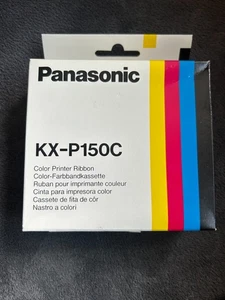 Panasonic
KX-P150C
Color Printer Ribbon
Color-Farbbandkassette
Ruban pour imprimante couleur
Cinta para impresora color
Cassete de fita de côr
Nastro a colori